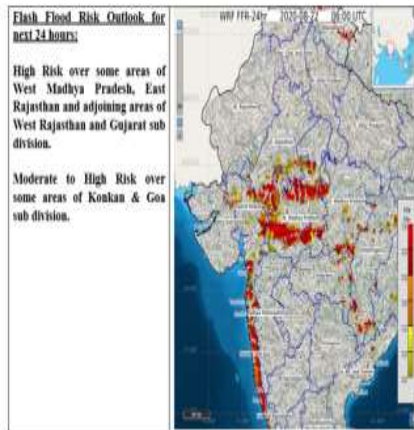 Flash Flood Risk Outlook for
next 24 hours:
High Risk over some areas of
West Madhya Pradesh, East
Rajasthan and adjoining areas of
West Rajasthan and Gujarat sub
division.
Moderate to High Risk over
some areas of Konkan & Goa
sub division.
WRF FFR-24hr 2020-08-22 06:00 UTC